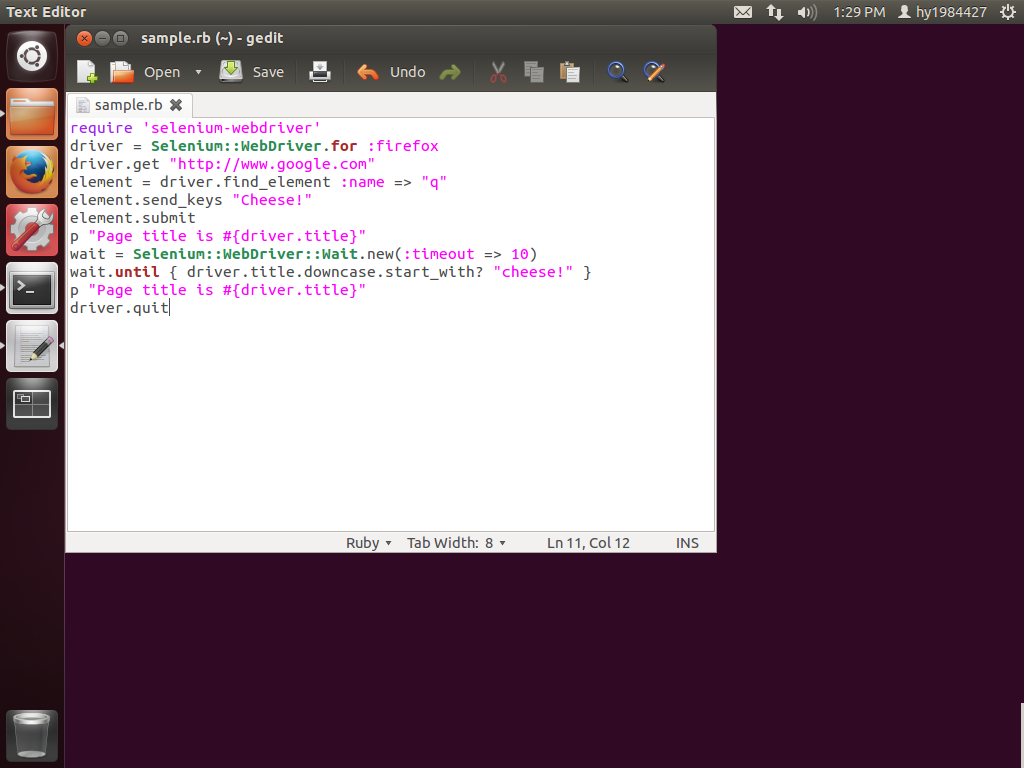 Text Editor
1:29 PM hy1984427
sample.rb (~) - gedit
Open Save Undo
sample.rb
require 'selenium-webdriver'
driver = Selenium::WebDriver.for :firefox
driver.get "http://www.google.com"
element = driver.find_element :name => "q"
element.send_keys "Cheese!"
element.submit
p "Page title is #{driver.title}"
wait = Selenium::WebDriver::Wait.new(:timeout => 10)
wait.until { driver.title.downcase.start_with? "cheese!" }
p "Page title is #{driver.title}"
driver.quit
Ruby Tab Width: 8 Ln 11, Col 12 INS